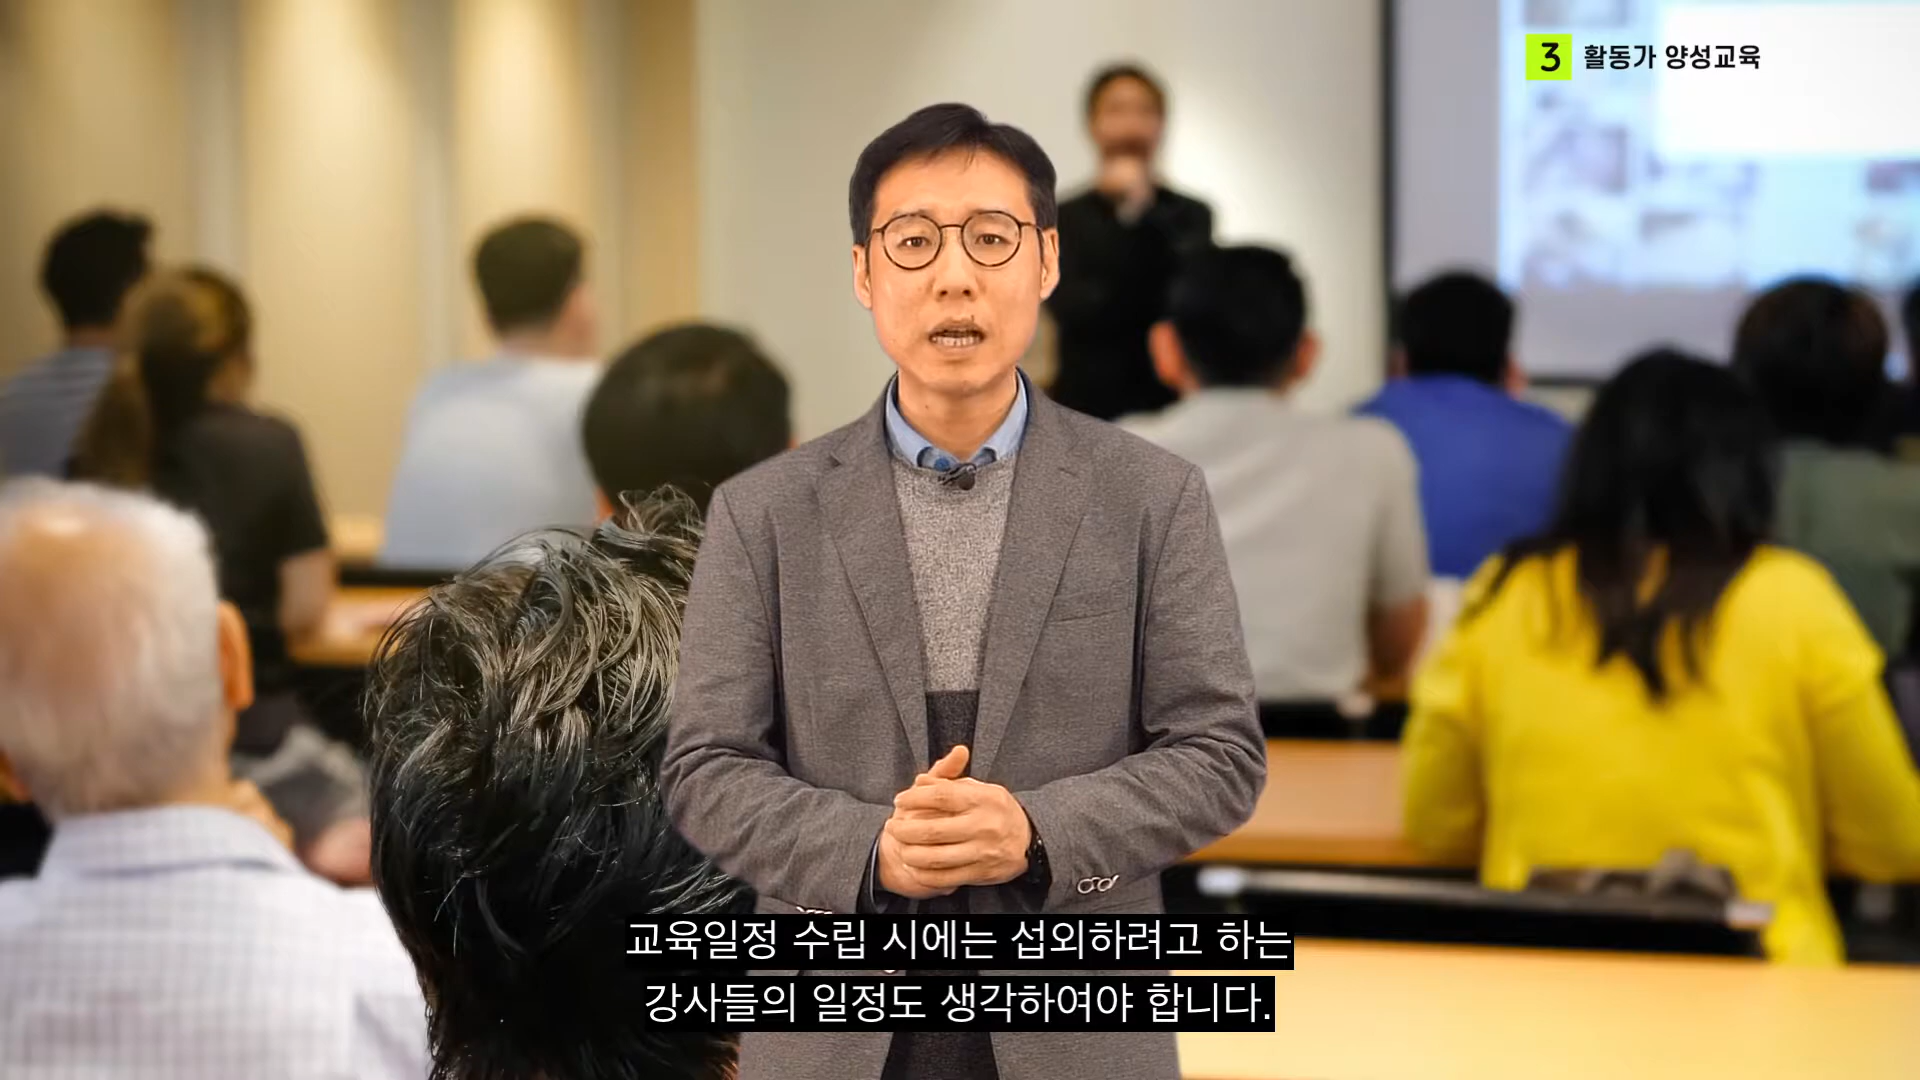 3 활동가 양성교육
교육일정 수립 시에는 섭외하려고 하는
강사들의 일정도 생각하여야 합니다.